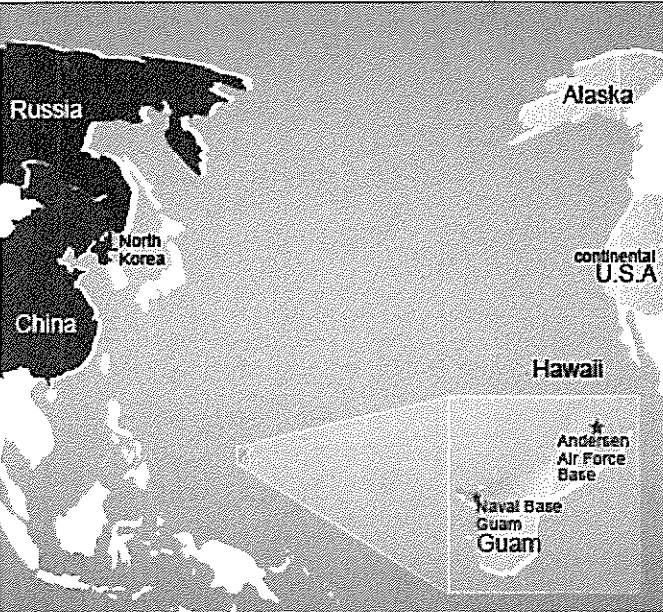 Russia
Alaska
North
Korea
continental
U.S.A
China
Hawaii
Andersen
Air Force
Base
Naval Base
Guam
Guam